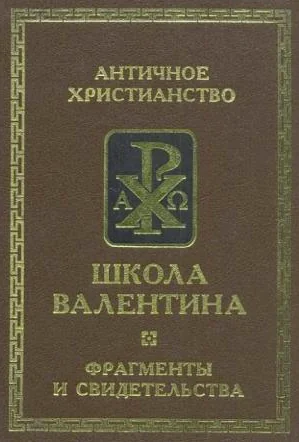 АНТИЧНОЕ
ХРИСТИАНСТВО
Α Ω
ШКОЛА
ВАЛЕНТИНА
ФРАГМЕНТЫ
И СВИДЕТЕЛЬСТВА